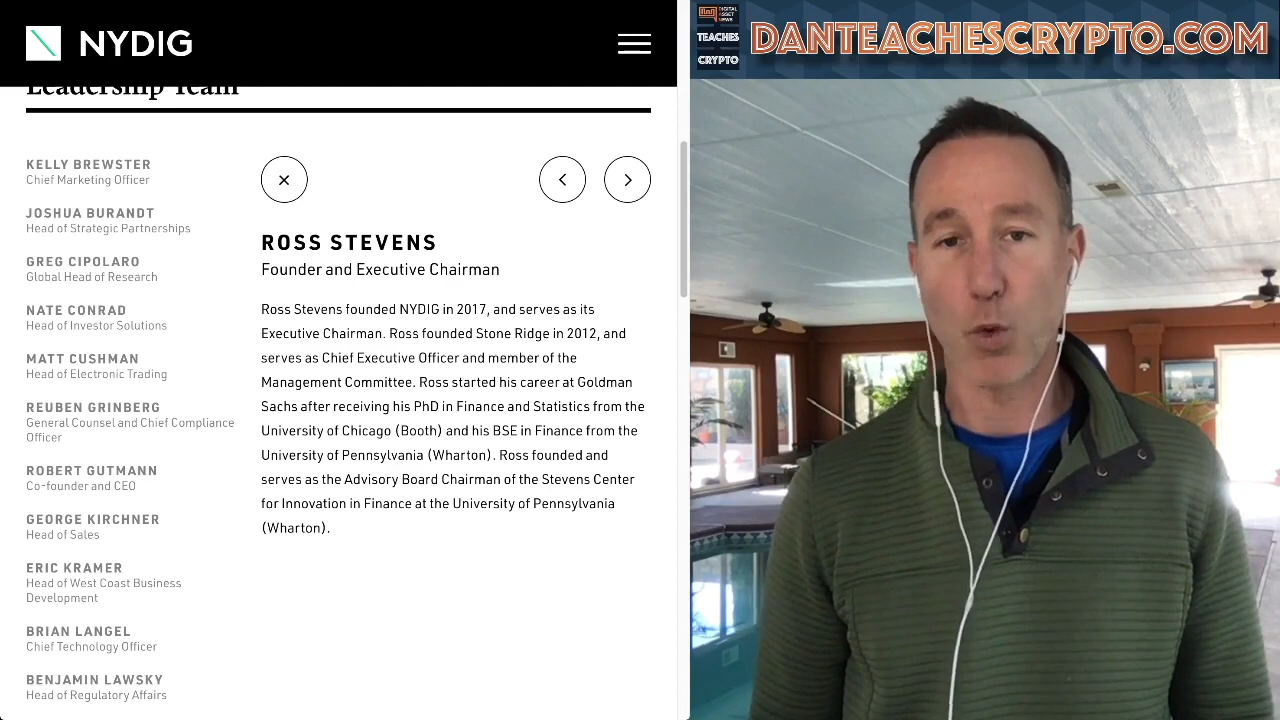 NYDIG
Leadership Team
KELLY BREWSTER
Chief Marketing Officer
JOSHUA BURANDT
Head of Strategic Partnerships
GREG CIPOLARO
Global Head of Research
NATE CONRAD
Head of Investor Solutions
MATT CUSHMAN
Head of Electronic Trading
REUBEN GRINBERG
General Counsel and Chief Compliance
Officer
ROBERT GUTMANN
Co-founder and CEO
GEORGE KIRCHNER
Head of Sales
ERIC KRAMER
Head of West Coast Business
Development
BRIAN LANGEL
Chief Technology Officer
BENJAMIN LAWSKY
Head of Regulatory Affairs
ROSS STEVENS
Founder and Executive Chairman
Ross Stevens founded NYDIG in 2017, and serves as its
Executive Chairman. Ross founded Stone Ridge in 2012, and
serves as Chief Executive Officer and member of the
Management Committee. Ross started his career at Goldman
Sachs after receiving his PhD in Finance and Statistics from the
University of Chicago (Booth) and his BSE in Finance from the
University of Pennsylvania (Wharton). Ross founded and
serves as the Advisory Board Chairman of the Stevens Center
for Innovation in Finance at the University of Pennsylvania
(Wharton).
DIGITAL
ASSET
NEWS
TEACHES
CRYPTO
DANTEACHESCRYPTO.COM